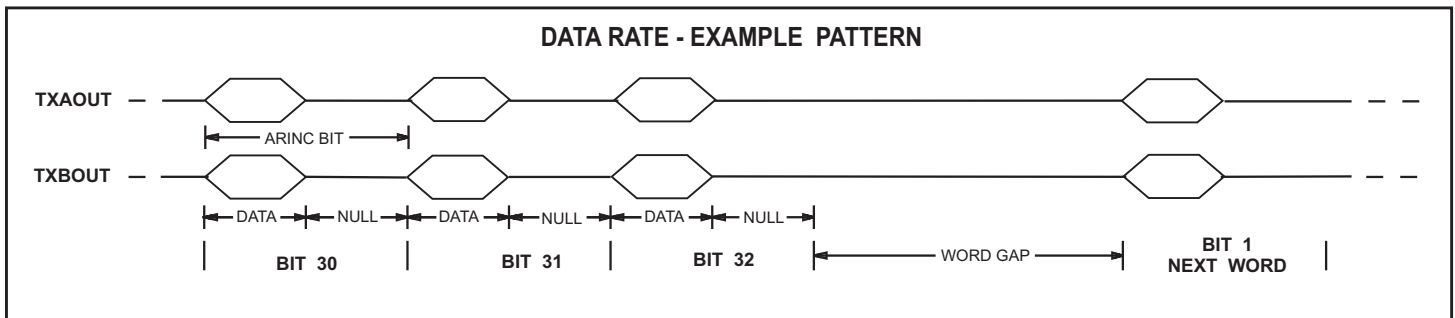 DATA RATE - EXAMPLE PATTERN
TXAOUT
ARINC BIT
TXBOUT
DATA NULL DATA NULL DATA NULL
BIT 30 BIT 31 BIT 32 WORD GAP BIT 1
NEXT WORD